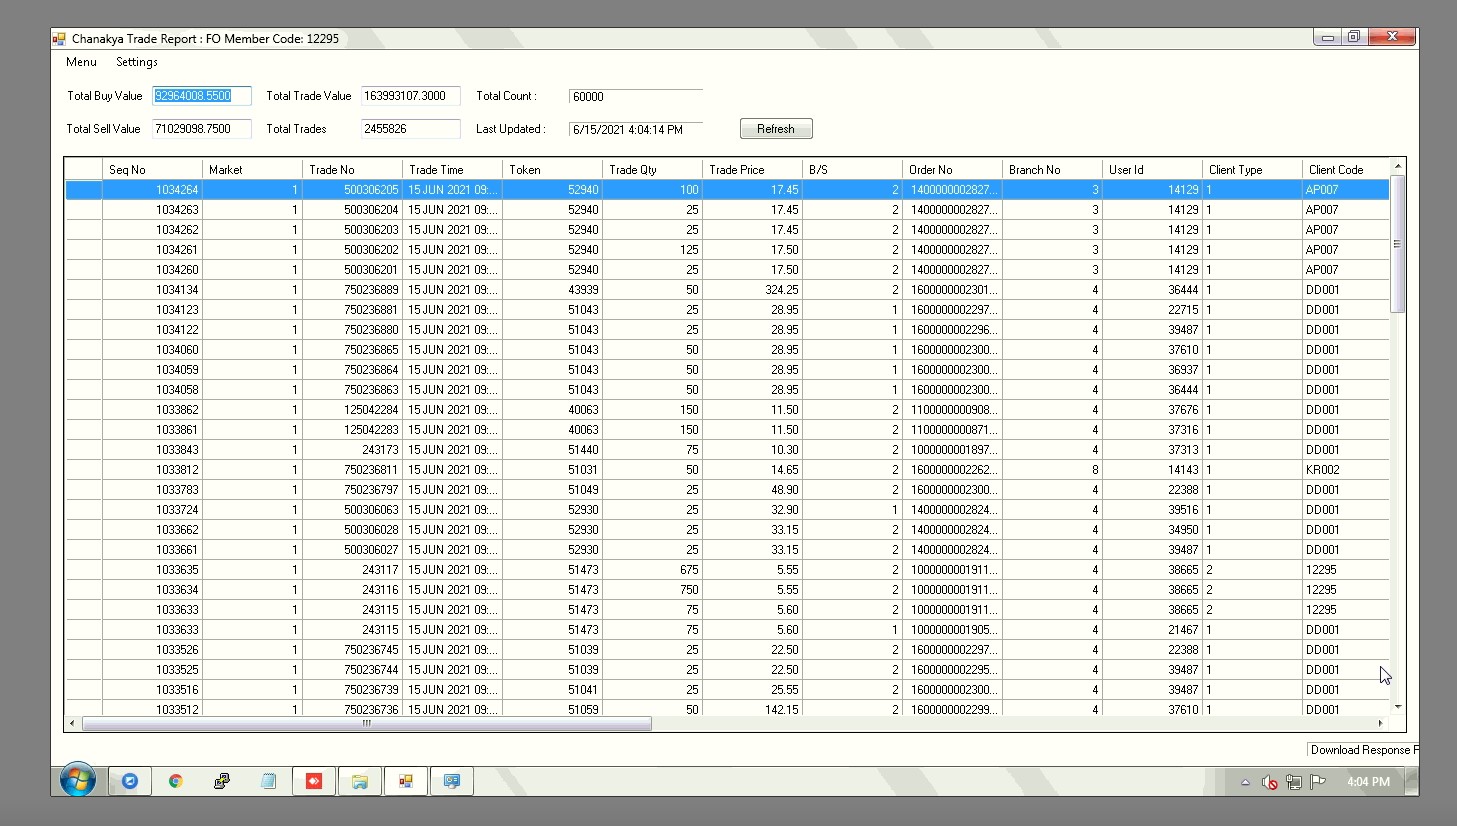 Chanakya Trade Report : FO Member Code: 12295
Menu Settings
Total Buy Value 92964008.5500 Total Trade Value 163993107.3000 Total Count : 60000
Total Sell Value 71029098.7500 Total Trades 2455826 Last Updated : 6/15/2021 4:04:14 PM Refresh
Seq No Market Trade No Trade Time Token Trade Qty Trade Price B/S Order No Branch No User Id Client Type Client Code
1034264 1 500306205 15 JUN 2021 09:... 52940 100 17.45 2 1400000002827... 3 14129 1 AP007
1034263 1 500306204 15 JUN 2021 09:... 52940 25 17.45 2 1400000002827... 3 14129 1 AP007
1034262 1 500306203 15 JUN 2021 09:... 52940 25 17.45 2 1400000002827... 3 14129 1 AP007
1034261 1 500306202 15 JUN 2021 09:... 52940 125 17.50 2 1400000002827... 3 14129 1 AP007
1034260 1 500306201 15 JUN 2021 09:... 52940 25 17.50 2 1400000002827... 3 14129 1 AP007
1034134 1 750236889 15 JUN 2021 09:... 43939 50 324.25 2 1600000002301... 4 36444 1 DD001
1034123 1 750236881 15 JUN 2021 09:... 51043 25 28.95 1 1600000002297... 4 22715 1 DD001
1034122 1 750236880 15 JUN 2021 09:... 51043 25 28.95 1 1600000002296... 4 39487 1 DD001
1034060 1 750236865 15 JUN 2021 09:... 51043 50 28.95 1 1600000002300... 4 37610 1 DD001
1034059 1 750236864 15 JUN 2021 09:... 51043 50 28.95 1 1600000002300... 4 36937 1 DD001
1034058 1 750236863 15 JUN 2021 09:... 51043 50 28.95 1 1600000002300... 4 36444 1 DD001
1033862 1 125042284 15 JUN 2021 09:... 40063 150 11.50 2 1100000000908... 4 37676 1 DD001
1033861 1 125042283 15 JUN 2021 09:... 40063 150 11.50 2 1100000000871... 4 37316 1 DD001
1033843 1 243173 15 JUN 2021 09:... 51440 75 10.30 2 1000000001897... 4 37313 1 DD001
1033812 1 750236811 15 JUN 2021 09:... 51031 50 14.65 2 1600000002262... 8 14143 1 KR002
1033783 1 750236797 15 JUN 2021 09:... 51049 25 48.90 2 1600000002300... 4 22388 1 DD001
1033724 1 500306063 15 JUN 2021 09:... 52930 25 32.90 1 1400000002824... 4 39516 1 DD001
1033662 1 500306028 15 JUN 2021 09:... 52930 25 33.15 2 1400000002824... 4 34950 1 DD001
1033661 1 500306027 15 JUN 2021 09:... 52930 25 33.15 2 1400000002824... 4 39487 1 DD001
1033635 1 243117 15 JUN 2021 09:... 51473 675 5.55 2 1000000001911... 4 38665 2 12295
1033634 1 243116 15 JUN 2021 09:... 51473 750 5.55 2 1000000001911... 4 38665 2 12295
1033633 1 243115 15 JUN 2021 09:... 51473 75 5.60 2 1000000001911... 4 38665 2 12295
1033633 1 243115 15 JUN 2021 09:... 51473 75 5.60 1 1000000001905... 4 21467 1 DD001
1033526 1 750236745 15 JUN 2021 09:... 51039 25 22.50 2 1600000002297... 4 22388 1 DD001
1033525 1 750236744 15 JUN 2021 09:... 51039 25 22.50 2 1600000002295... 4 39487 1 DD001
1033516 1 750236739 15 JUN 2021 09:... 51041 25 25.55 2 1600000002300... 4 39487 1 DD001
1033512 1 750236736 15 JUN 2021 09:... 51059 50 142.15 2 1600000002299... 4 37610 1 DD001
Download Response F
4:04 PM